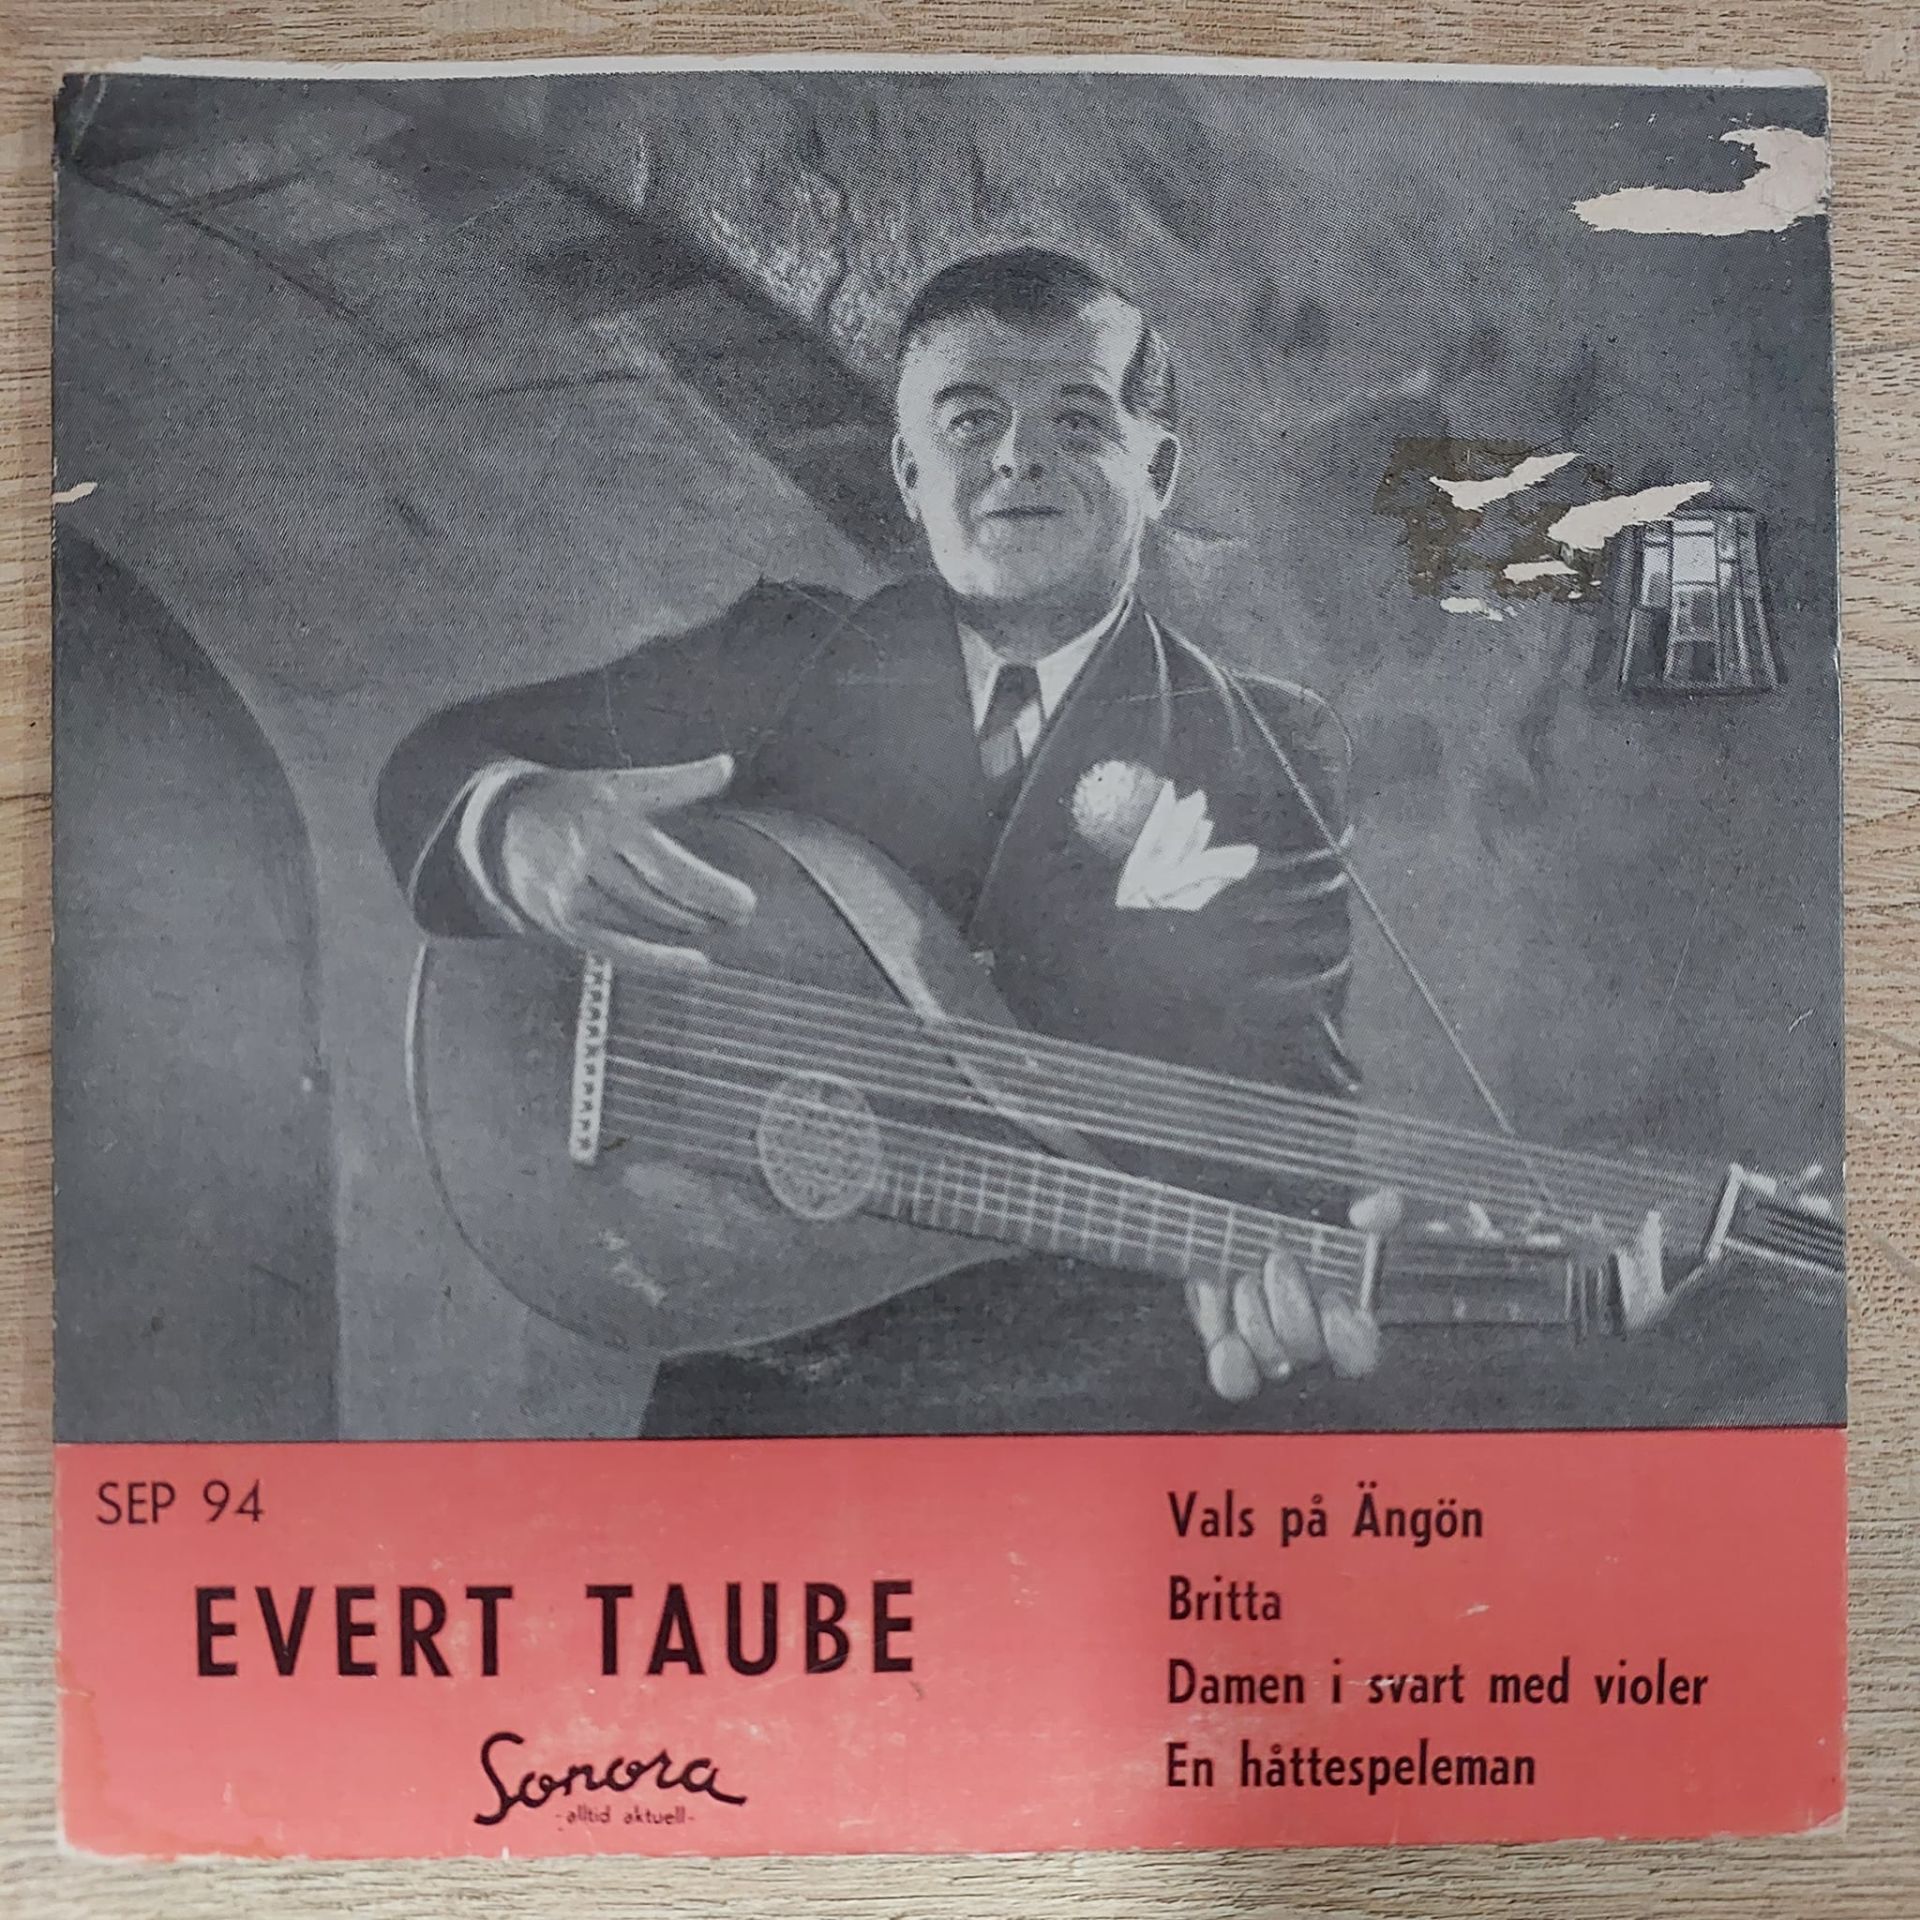 SEP 94
EVERT TAUBE
Sonora
-alltid aktuell-
Vals på Ängön
Britta
Damen i svart med violer
En håttespeleman